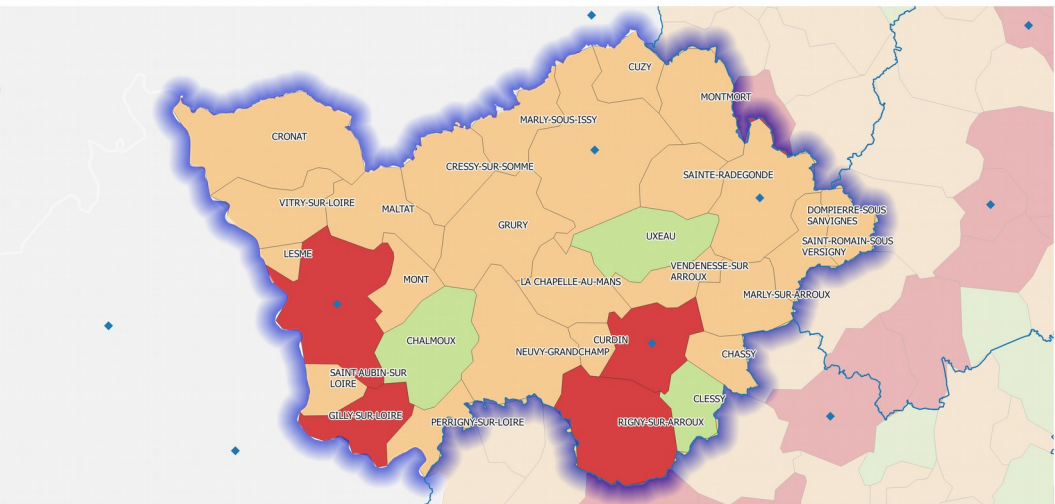 CUZY
MONTMORT
MARLY-SOUS-ISSY
CRONAT
CRESSY-SUR-SOMME
SAINTE-RADEGONDE
VITRY-SUR-LOIRE
MALTAT
DOMPIERRE-SOUS
SANVIGNES
GRURY
UXEAU
SAINT-ROMAIN-SOUS
VERSIGNY
LESME
VENDENESSE-SUR
ARROUX
MONT
LA CHAPELLE-AU-MANS
MARLY-SUR-ARROUX
CHALMOUX
CURDIN
NEUVY-GRANDCHAMP
CHASSY
SAINT-AUBIN-SUR
LOIRE
CLESSY
GILLY-SUR-LOIRE
PERRIGNY-SUR-LOIRE
RIGNY-SUR-ARROUX